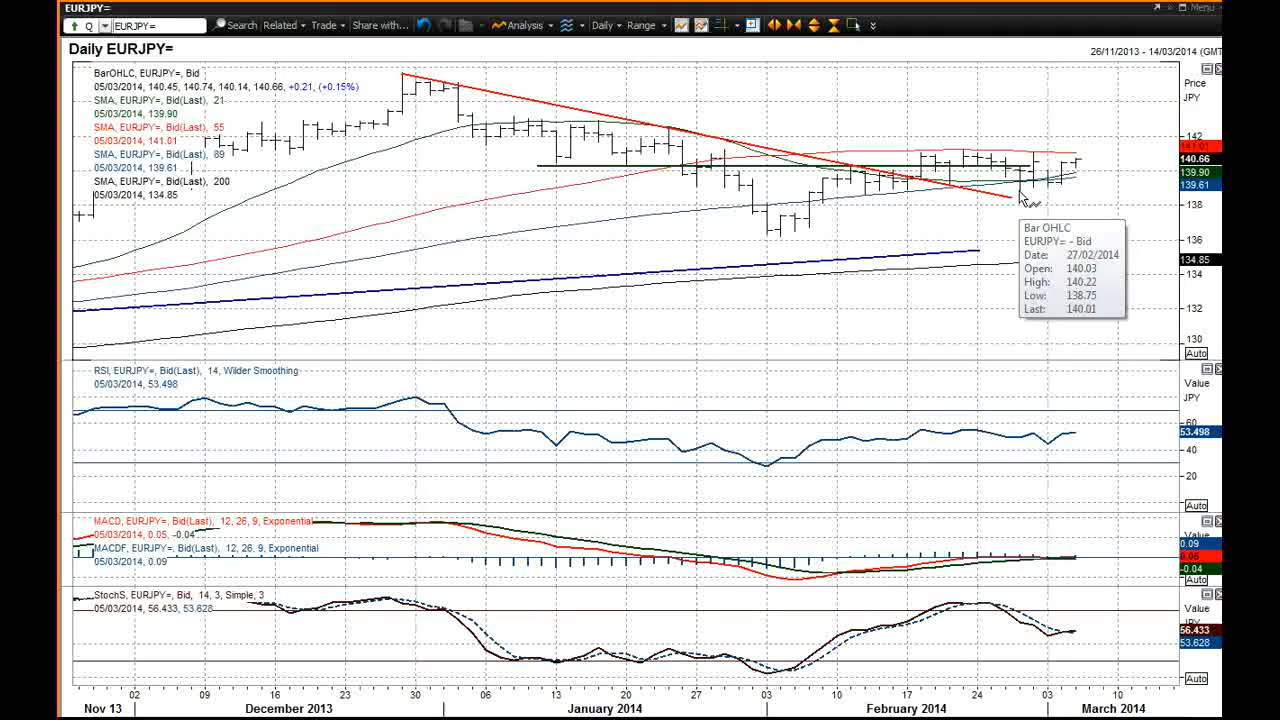 EURJPY=
Menu
Q EURJPY= Search Related Trade Share with... Analysis Daily Range
Daily EURJPY=
26/11/2013 - 14/03/2014 (GMT
BarOHLC, EURJPY=, Bid
05/03/2014, 140.45, 140.74, 140.14, 140.66, +0.21, (+0.15%)
SMA, EURJPY=, Bid(Last), 21
05/03/2014, 139.90
SMA, EURJPY=, Bid(Last), 55
05/03/2014, 141.01
SMA, EURJPY=, Bid(Last), 89
05/03/2014, 139.61
SMA, EURJPY=, Bid(Last), 200
05/03/2014, 134.85
Price
JPY
142
141.01
140.66
139.90
139.61
138
136
134.85
134
132
130
Auto
Bar OHLC
EURJPY= - Bid
Date: 27/02/2014
Open: 140.03
High: 140.22
Low: 138.75
Last: 140.01
RSI, EURJPY=, Bid(Last), 14, Wilder Smoothing
05/03/2014, 53.498
Value
JPY
60
53.498
40
20
Auto
MACD, EURJPY=, Bid(Last), 12, 26, 9, Exponential
05/03/2014, 0.05, -0.04
MACDF, EURJPY=, Bid(Last), 12, 26, 9, Exponential
05/03/2014, 0.09
Value
0.09
0.05
-0.04
Auto
StochS, EURJPY=, Bid, 14, 3, Simple, 3
05/03/2014, 56.433, 53.628
Value
JPY
56.433
53.628
Auto
02 09 16 23 30 06 13 20 27 03 10 17 24 03 10
Nov 13 December 2013 January 2014 February 2014 March 2014